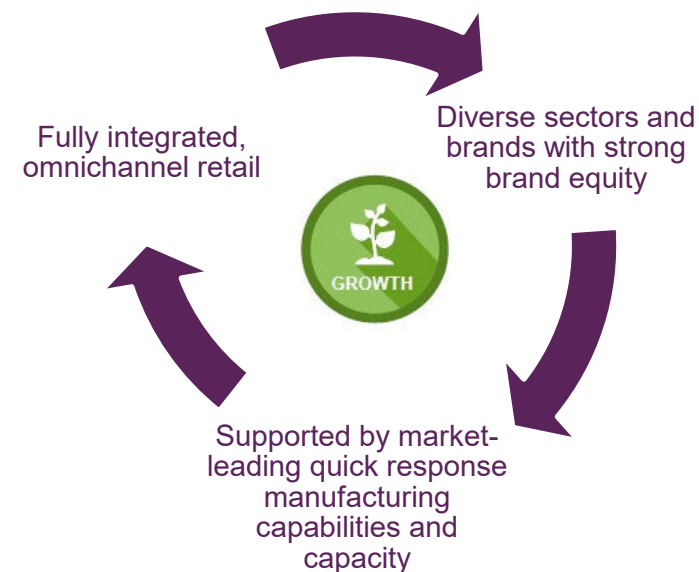 Fully integrated,
omnichannel retail
Diverse sectors and
brands with strong
brand equity
GROWTH
Supported by market-
leading quick response
manufacturing
capabilities and
capacity